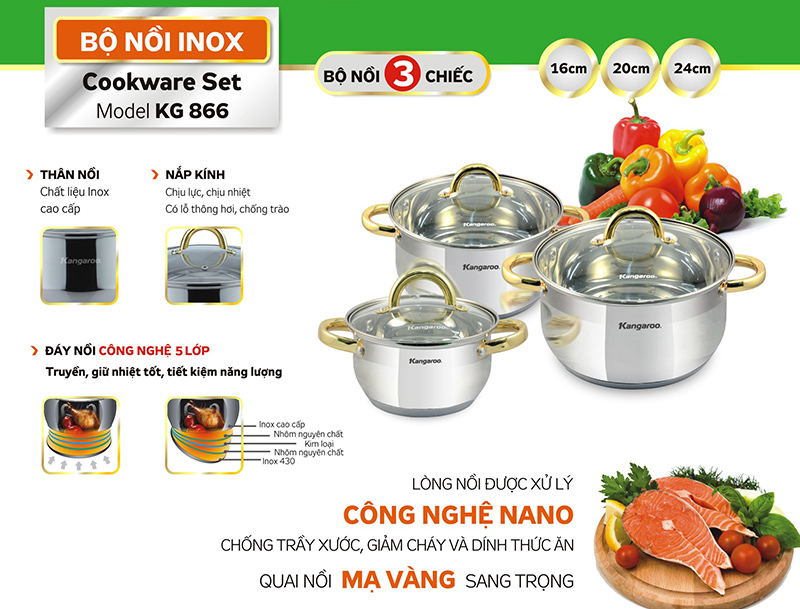 BỘ NỒI INOX
Cookware Set
Model KG 866
BỘ NỒI 3 CHIẾC
16cm
20cm
24cm
THÂN NỒI
Chất liệu Inox
cao cấp
NẮP KÍNH
Chịu lực, chịu nhiệt
Có lỗ thông hơi, chống trào
Kangaroo
Kangaroo
Kangaroo
Kangaroo
Kangaroo
Kangaroo
Kangaroo
ĐÁY NỒI CÔNG NGHỆ 5 LỚP
Truyền, giữ nhiệt tốt, tiết kiệm năng lượng
Inox cao cấp
Nhôm nguyên chất
Kim loại
Nhôm nguyên chất
Inox 430
LÒNG NỒI ĐƯỢC XỬ LÝ
CÔNG NGHỆ NANO
CHỐNG TRẦY XƯỚC, GIẢM CHÁY VÀ DÍNH THỨC ĂN
QUAI NỒI MẠ VÀNG SANG TRỌNG